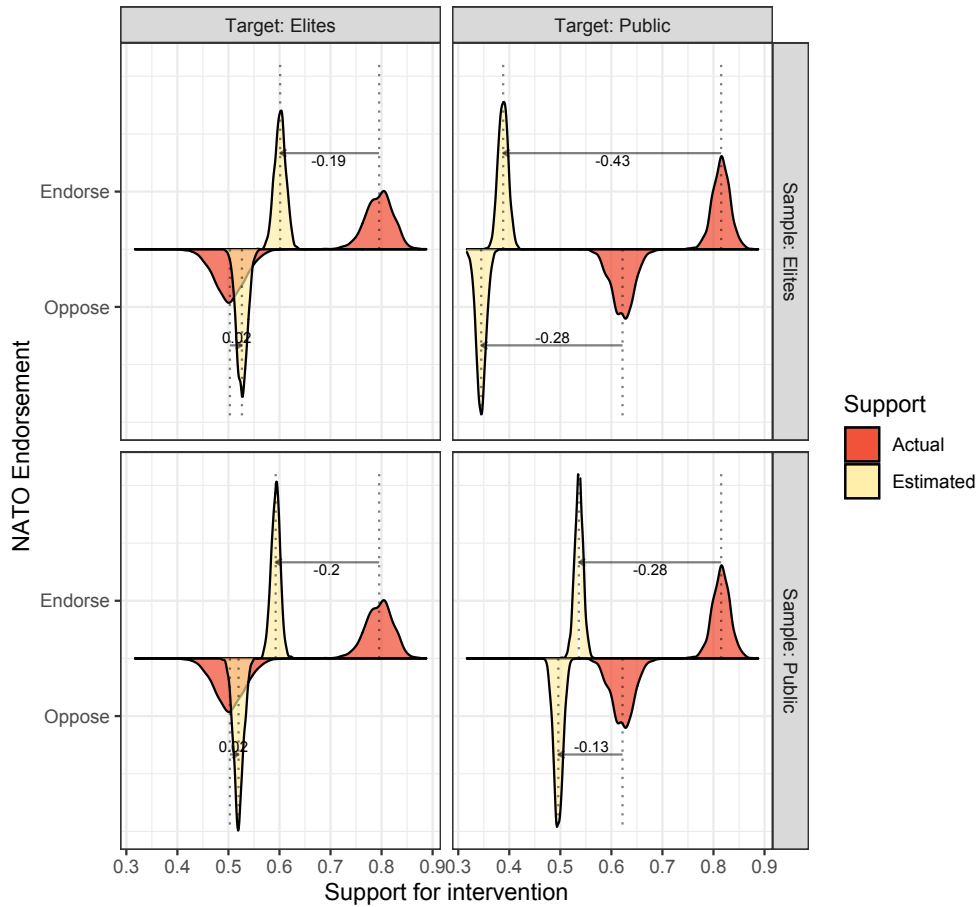 Target: Elites
Target: Public
NATO Endorsement
Endorse
Oppose
-0.19
0.02
-0.43
-0.28
Sample: Elites
Support
Actual
Estimated
Endorse
Oppose
-0.2
0.02
-0.28
-0.13
Sample: Public
0.3 0.4 0.5 0.6 0.7 0.8 0.9
0.3 0.4 0.5 0.6 0.7 0.8 0.9
Support for intervention